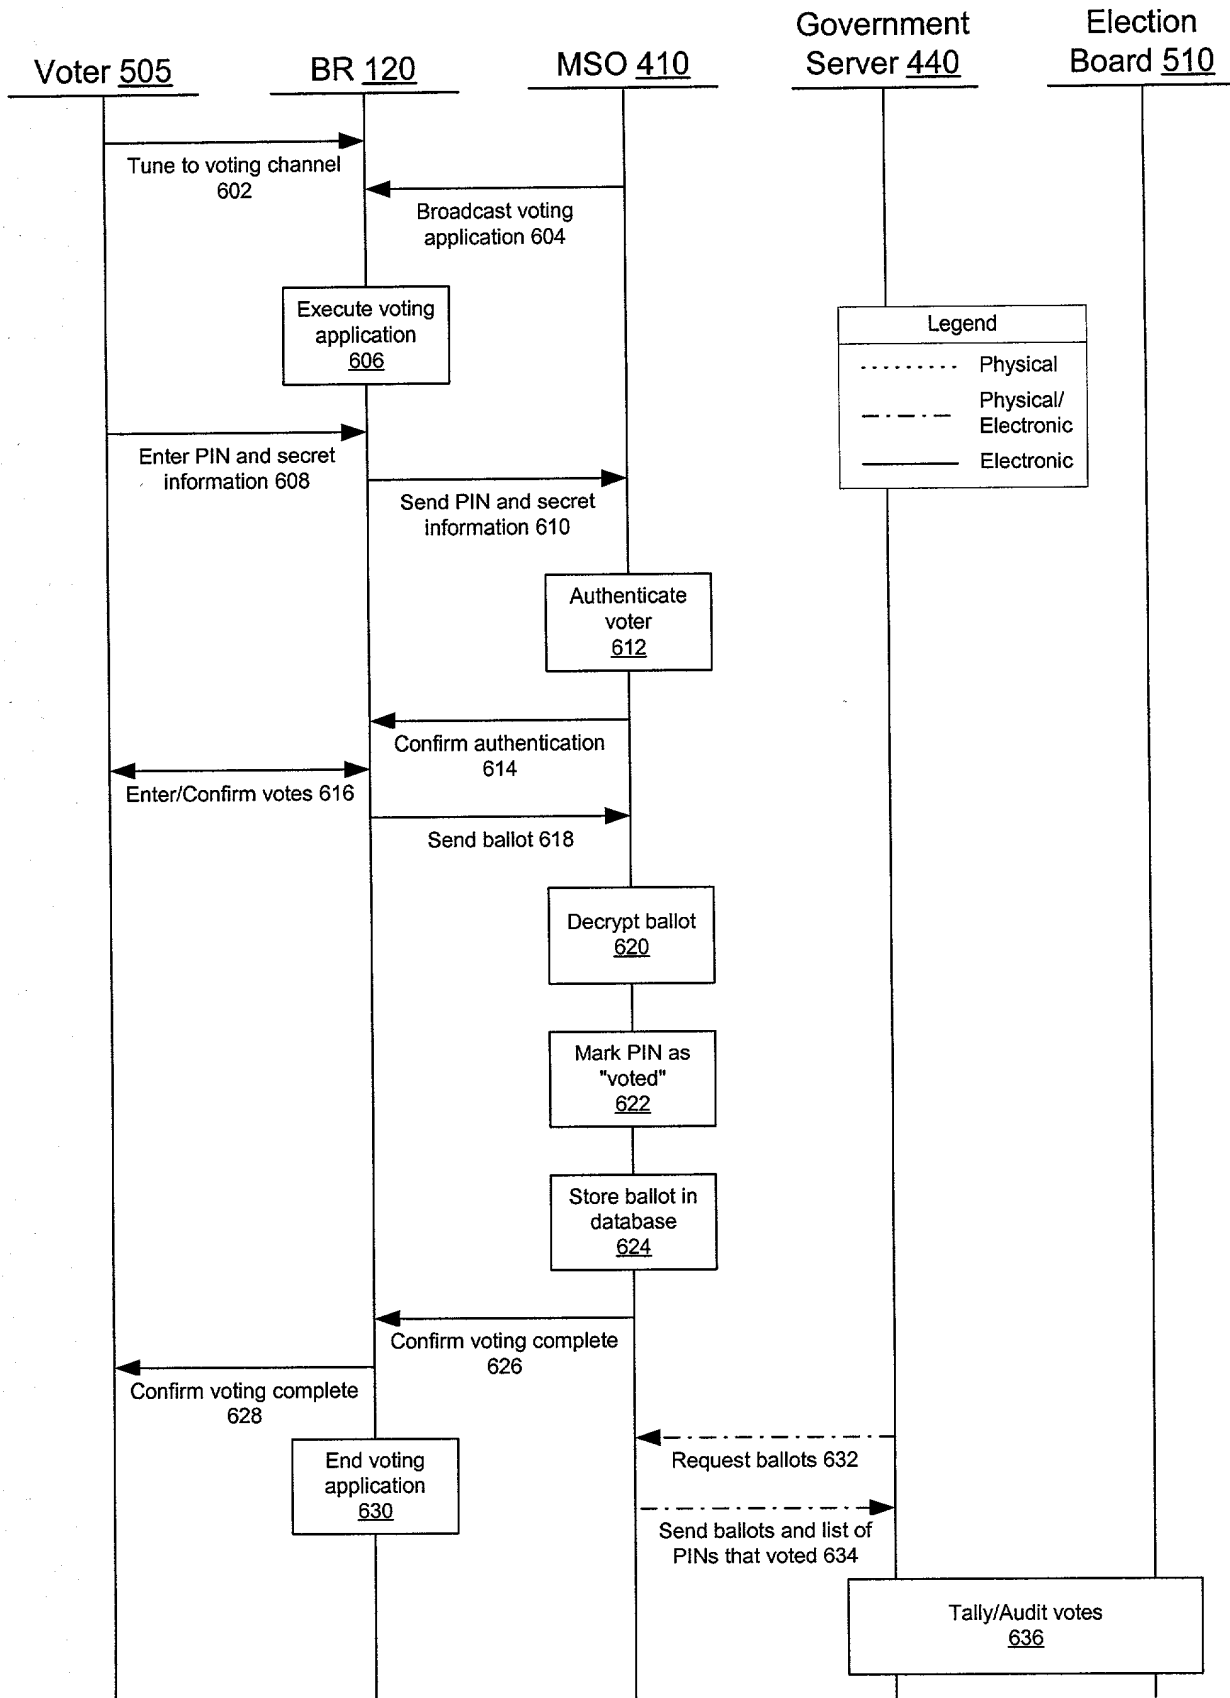 Voter 505
BR 120
MSO 410
Government
Server 440
Election
Board 510
Tune to voting channel
602
Broadcast voting
application 604
Execute voting
application
606
Legend
Physical
Physical/
Electronic
Electronic
Enter PIN and secret
information 608
Send PIN and secret
information 610
Authenticate
voter
612
Confirm authentication
614
Enter/Confirm votes 616
Send ballot 618
Decrypt ballot
620
Mark PIN as
"voted"
622
Store ballot in
database
624
Confirm voting complete
626
Confirm voting complete
628
End voting
application
630
Request ballots 632
Send ballots and list of
PINs that voted 634
Tally/Audit votes
636